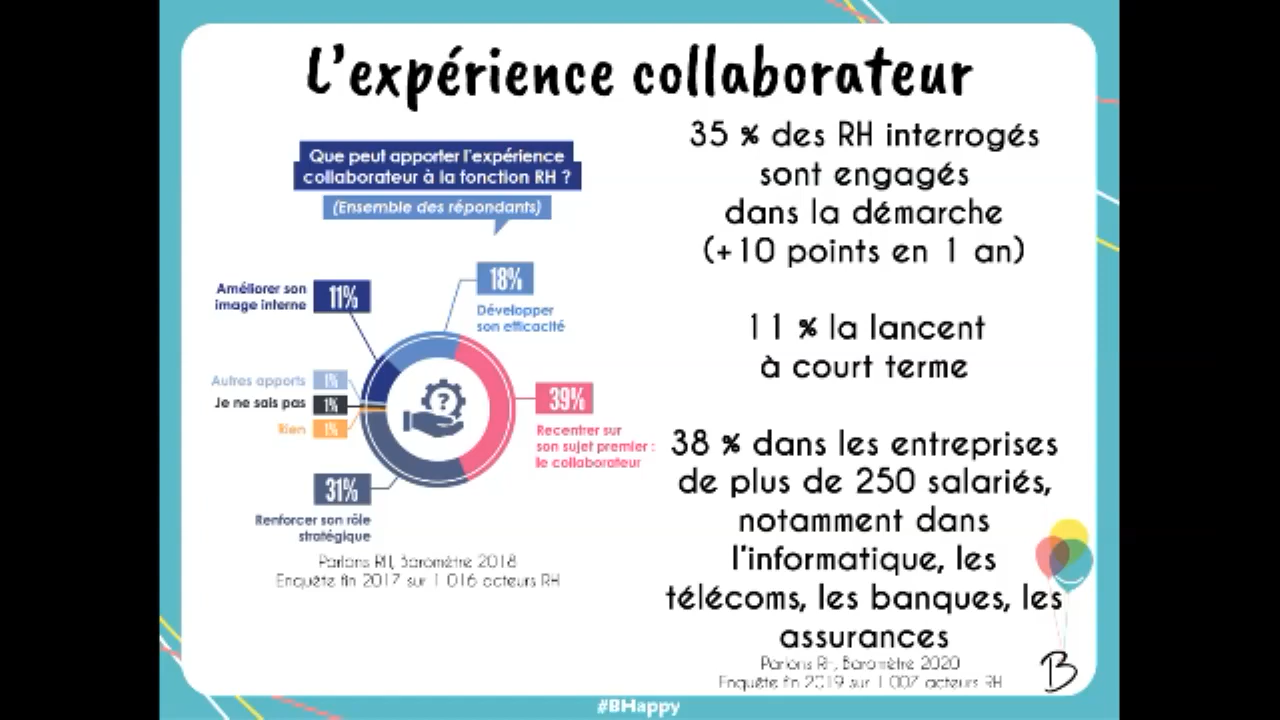 L'expérience collaborateur
Que peut apporter l'expérience
collaborateur à la fonction RH ?
(Ensemble des répondants)
18%
Développer
son efficacité
Améliorer son
image interne
11%
Autres apports
1%
Je ne sais pas
1%
Rien
1%
39%
Recentrer sur
son sujet premier :
le collaborateur
31%
Renforcer son rôle
stratégique
Parlons RH, Baromètre 2018
Enquête fin 2017 sur 1 016 acteurs RH
35 % des RH interrogés
sont engagés
dans la démarche
(+10 points en 1 an)
11 % la lancent
à court terme
38 % dans les entreprises
de plus de 250 salariés,
notamment dans
l'informatique, les
télécoms, les banques, les
assurances
Parlons RH, Baromètre 2020
Enquête fin 2019 sur 1 007 acteurs RH
B
#BHappy